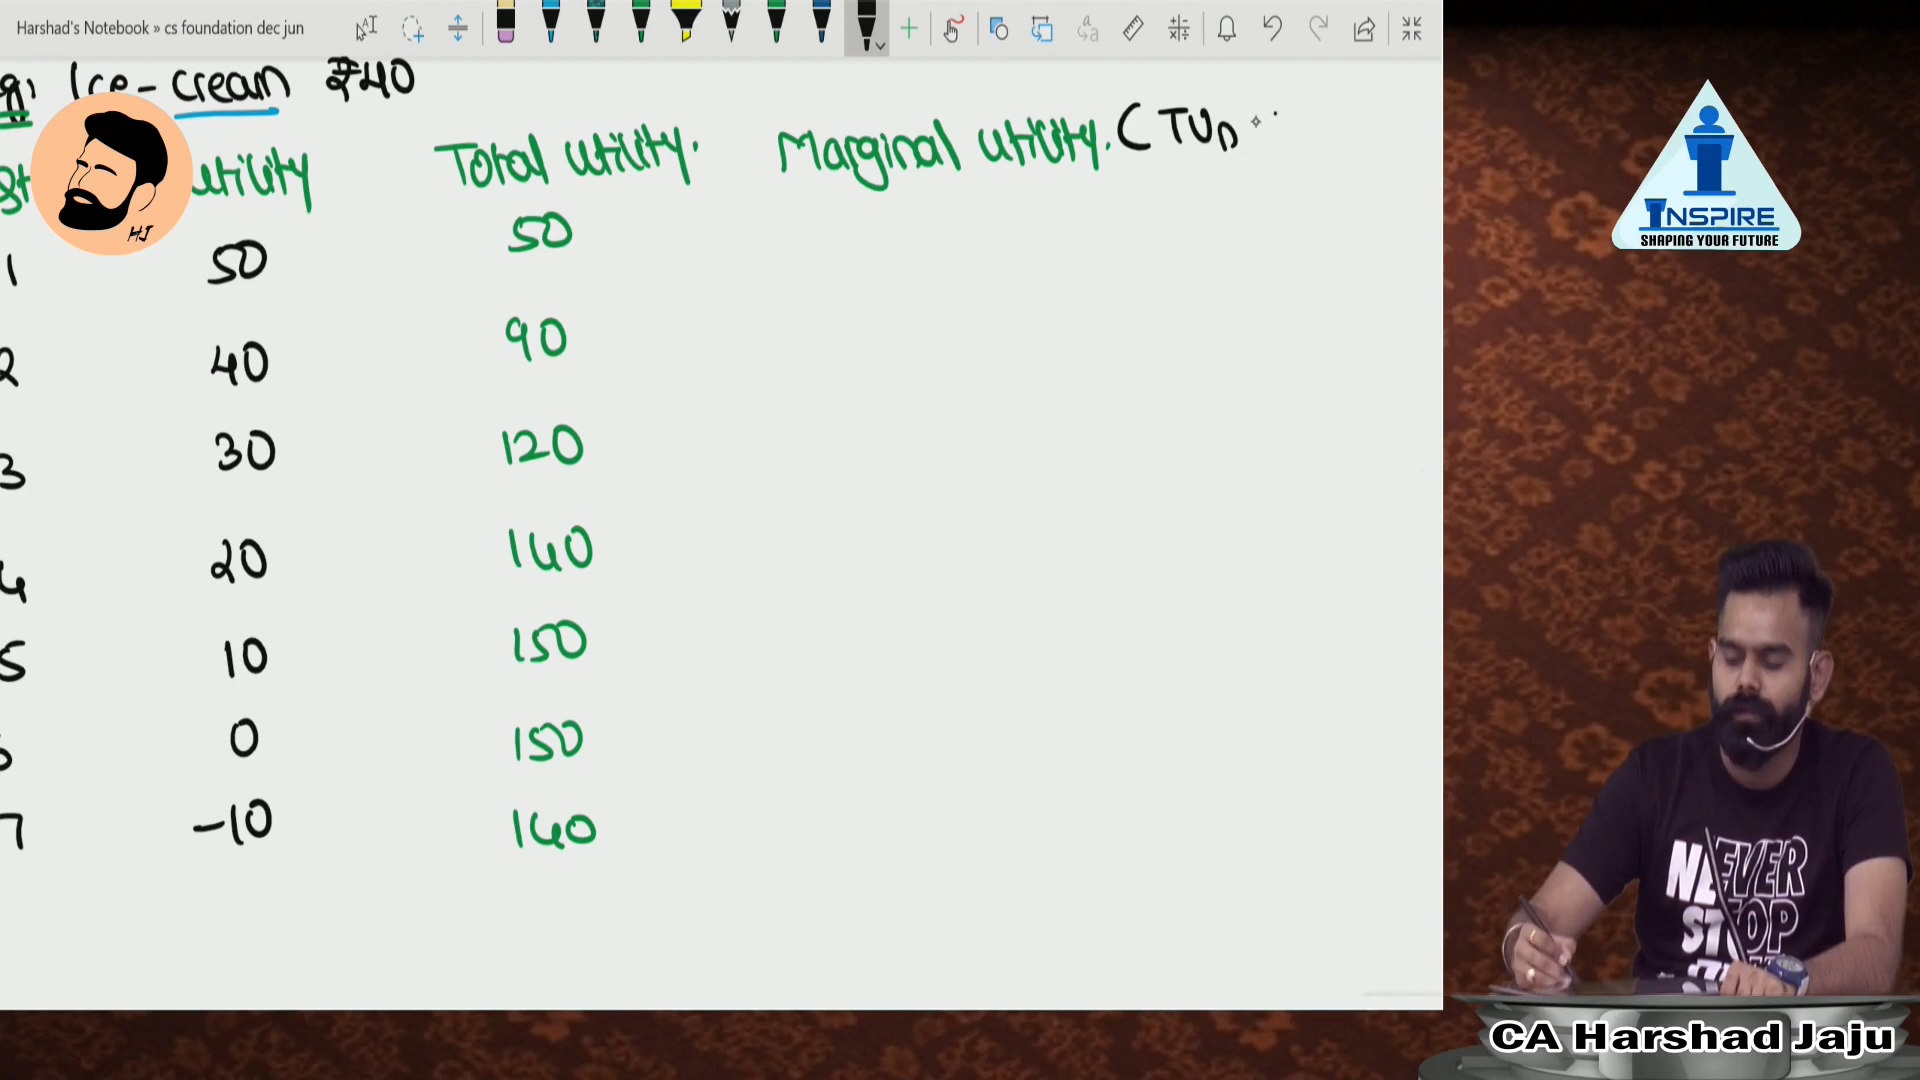 Harshad's Notebook » cs foundation dec jun
Ice-cream ₹40
utility Total utility. Marginal utility. (TUn
1 50 50
2 40 90
3 30 120
4 20 140
5 10 150
6 0 150
7 -10 140
HJ
INSPIRE
SHAPING YOUR FUTURE
NEVER
STOP
CA Harshad Jaju